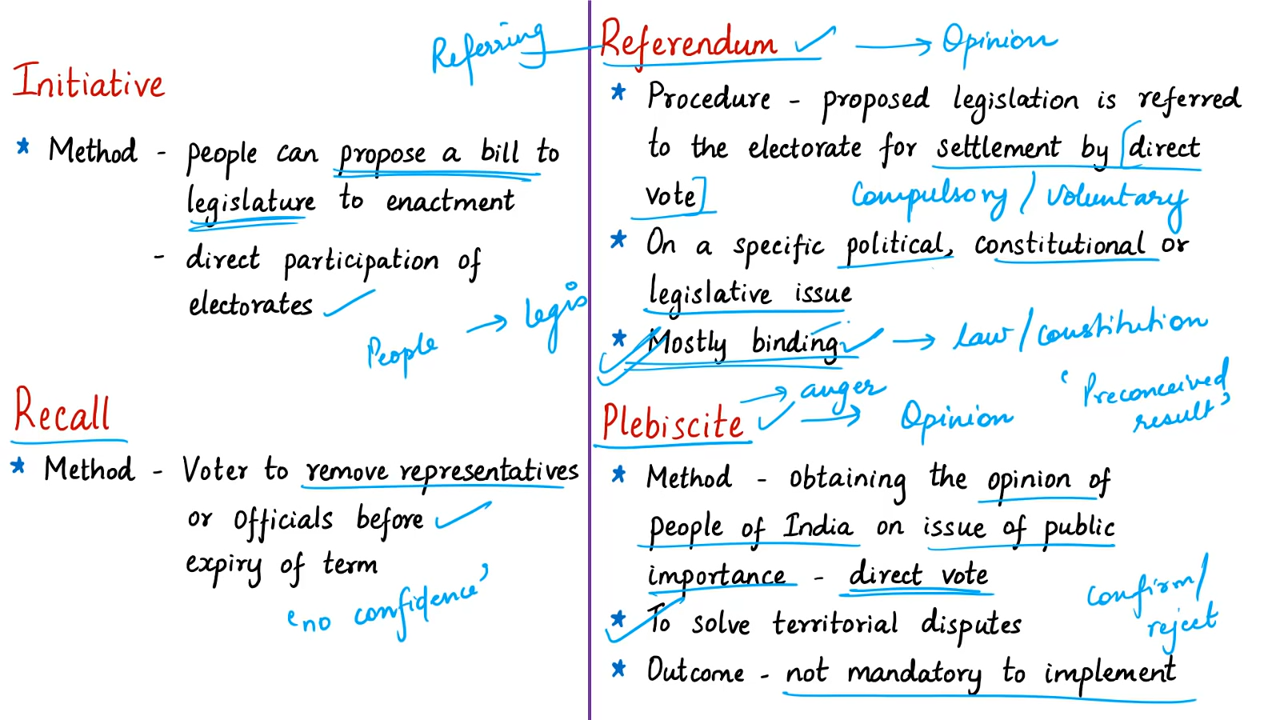 Initiative
* Method - people can propose a bill to
legislature to enactment
- direct participation of
electorates
People → legis
Recall
* Method - Voter to remove representatives
or officials before
expiry of term
'no confidence'
Referring
Referendum → Opinion
* Procedure - proposed legislation is referred
to the electorate for settlement by [direct
vote] Compulsory / voluntary
* On a specific political, constitutional or
legislative issue
* Mostly binding → law/constitution
→ anger
'Preconceived
result'
Plebiscite → Opinion
* Method - obtaining the opinion of
people of India on issue of public
importance - direct vote
confirm/
reject
* To solve territorial disputes
* Outcome - not mandatory to implement